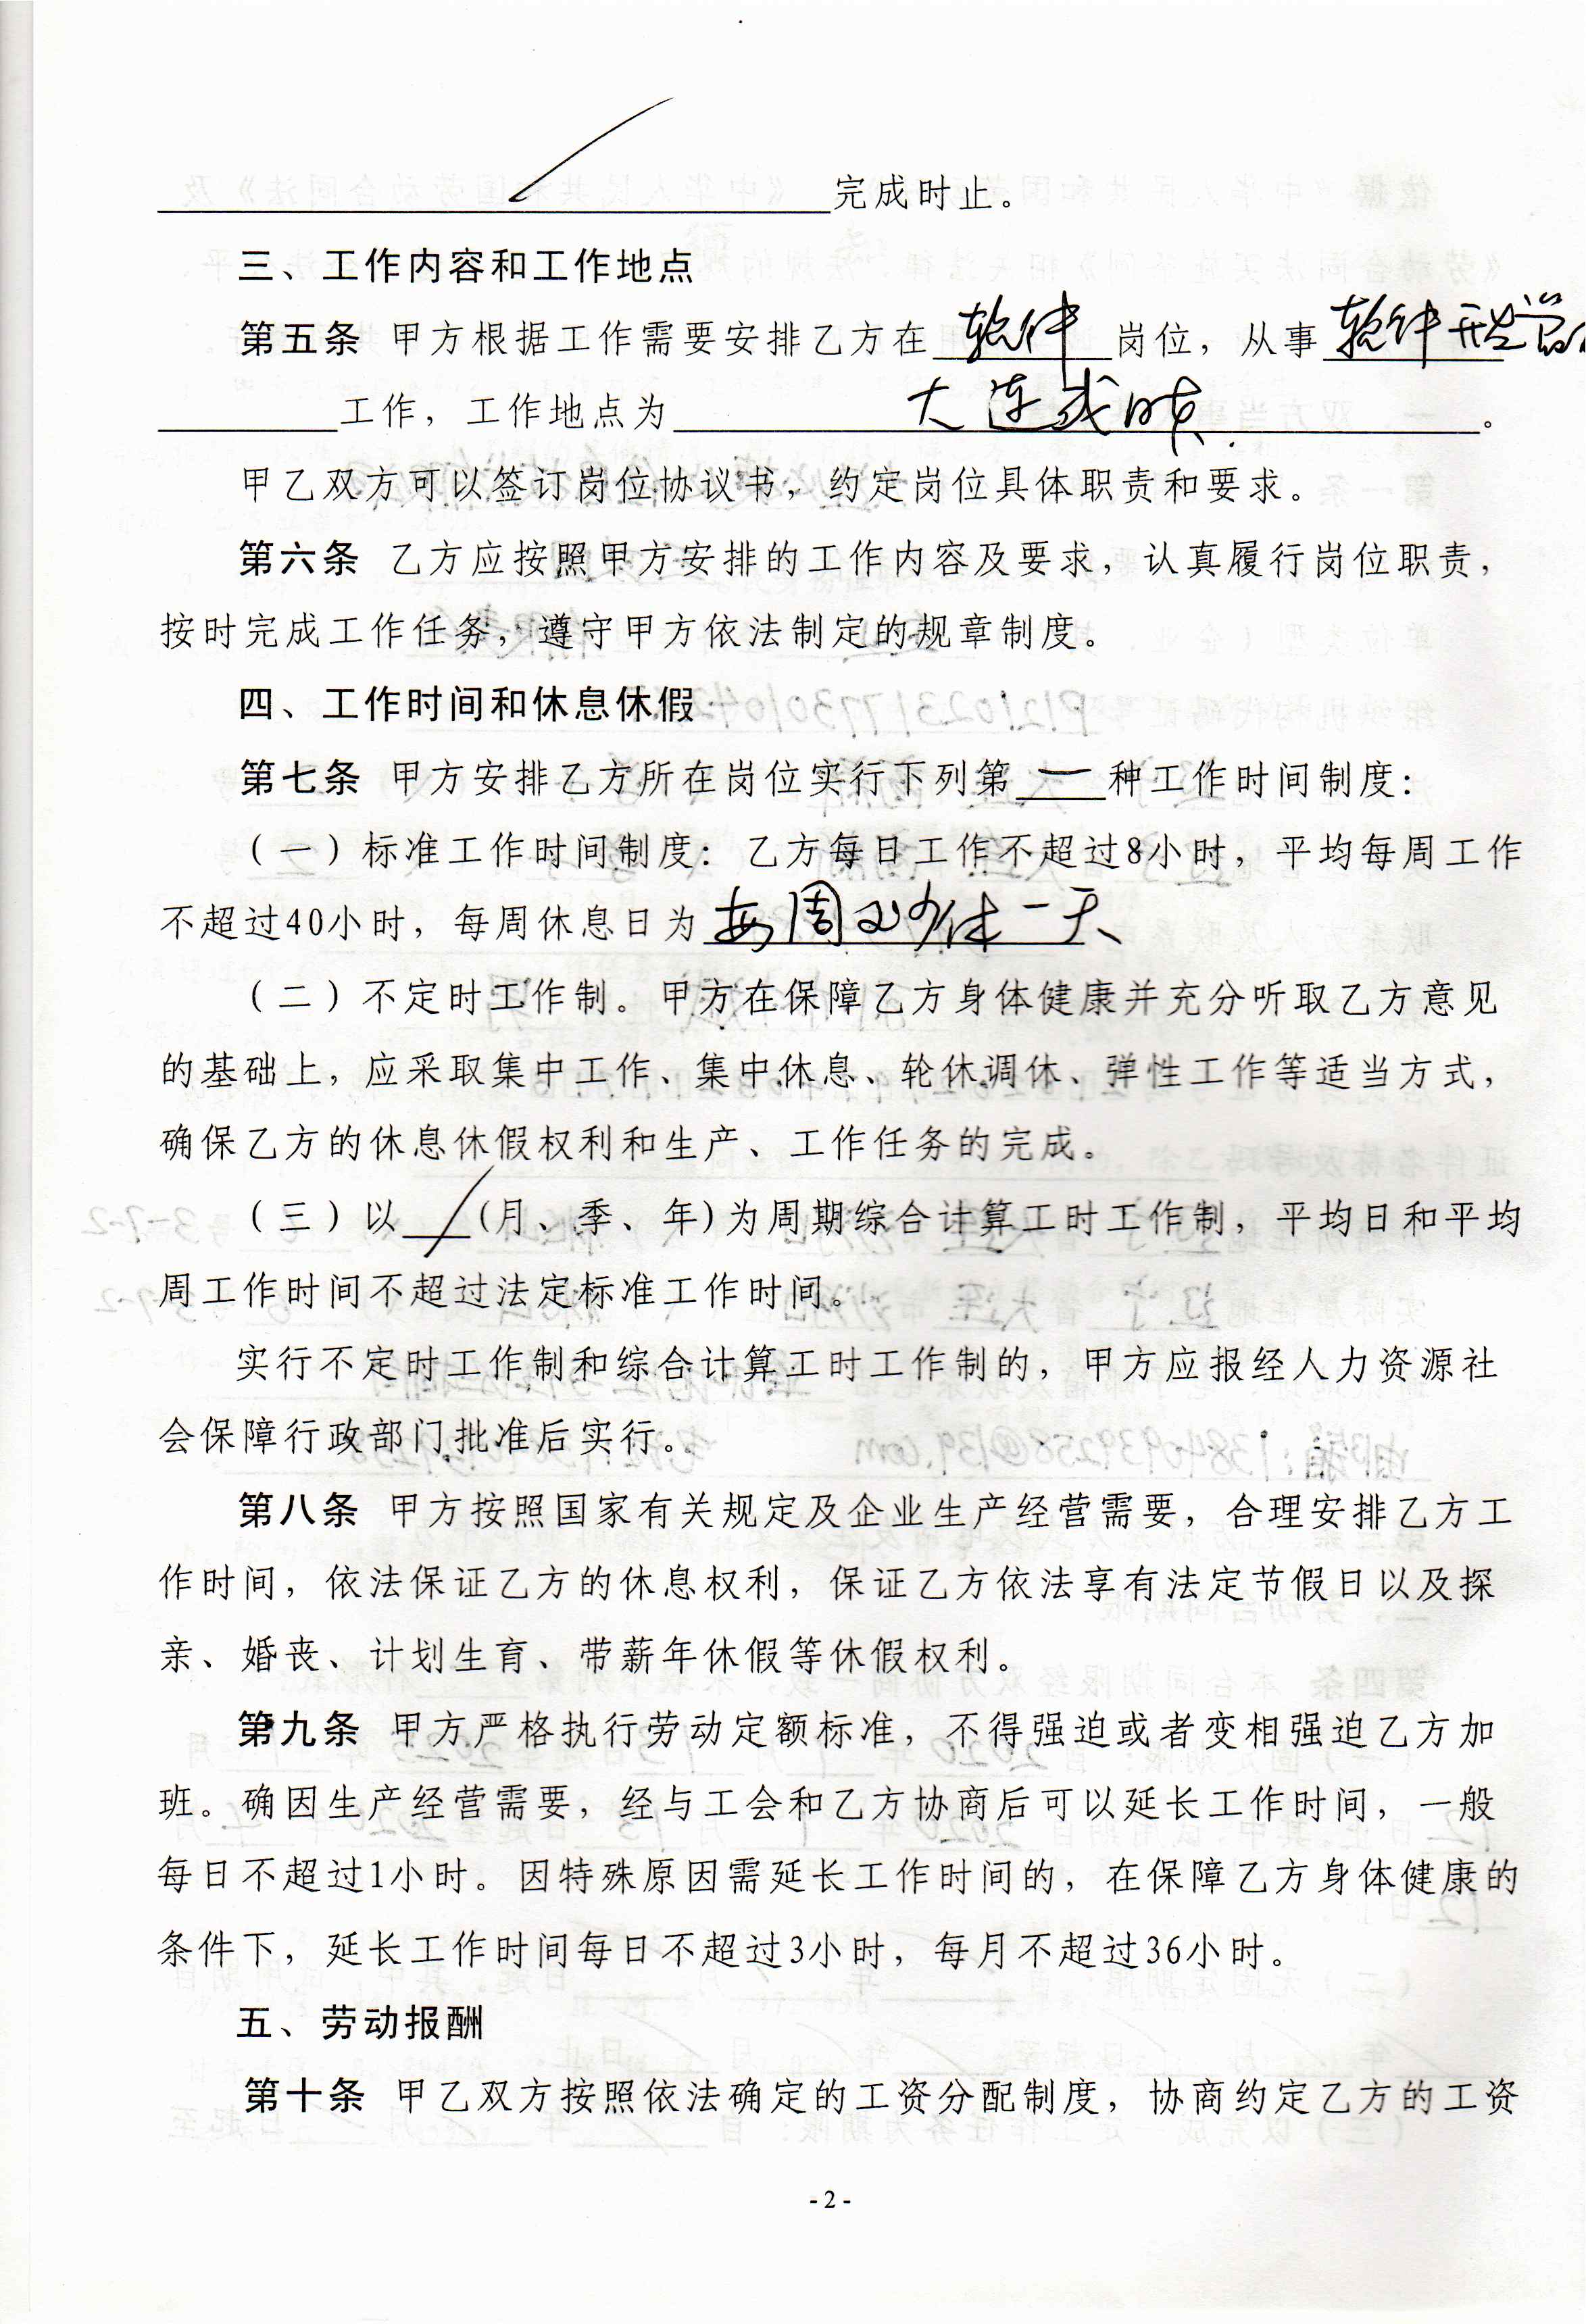 完成时止。
三、工作内容和工作地点
第五条 甲方根据工作需要安排乙方在 软件 岗位，从事 软件开发
工作，工作地点为 大连 。
甲乙双方可以签订岗位协议书，约定岗位具体职责和要求。
第六条 乙方应按照甲方安排的工作内容及要求，认真履行岗位职责，
按时完成工作任务，遵守甲方依法制定的规章制度。
四、工作时间和休息休假
第七条 甲方安排乙方所在岗位实行下列第 一 种工作时间制度：
（一）标准工作时间制度：乙方每日工作不超过8小时，平均每周工作
不超过40小时，每周休息日为 每周 休一天
（二）不定时工作制。甲方在保障乙方身体健康并充分听取乙方意见
的基础上，应采取集中工作、集中休息、轮休调休、弹性工作等适当方式，
确保乙方的休息休假权利和生产、工作任务的完成。
（三）以 / (月、季、年)为周期综合计算工时工作制，平均日和平均
周工作时间不超过法定标准工作时间。
实行不定时工作制和综合计算工时工作制的，甲方应报经人力资源社
会保障行政部门批准后实行。
第八条 甲方按照国家有关规定及企业生产经营需要，合理安排乙方工
作时间，依法保证乙方的休息权利，保证乙方依法享有法定节假日以及探
亲、婚丧、计划生育、带薪年休假等休假权利。
第九条 甲方严格执行劳动定额标准，不得强迫或者变相强迫乙方加
班。确因生产经营需要，经与工会和乙方协商后可以延长工作时间，一般
每日不超过1小时。因特殊原因需延长工作时间的，在保障乙方身体健康的
条件下，延长工作时间每日不超过3小时，每月不超过36小时。
五、劳动报酬
第十条 甲乙双方按照依法确定的工资分配制度，协商约定乙方的工资
-2-